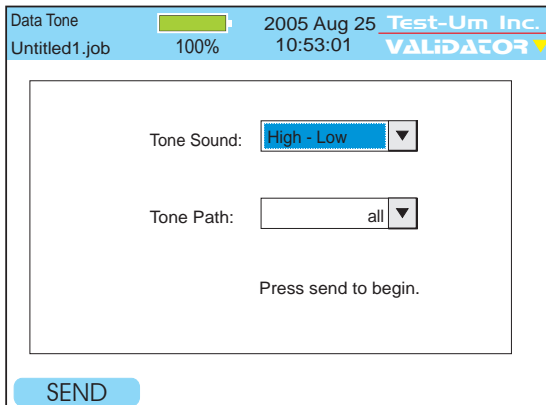 Data Tone
2005 Aug 25 Test-Um Inc.
Untitled1.job 100% 10:53:01 VALIDATOR
Tone Sound: High - Low
Tone Path: all
Press send to begin.
SEND